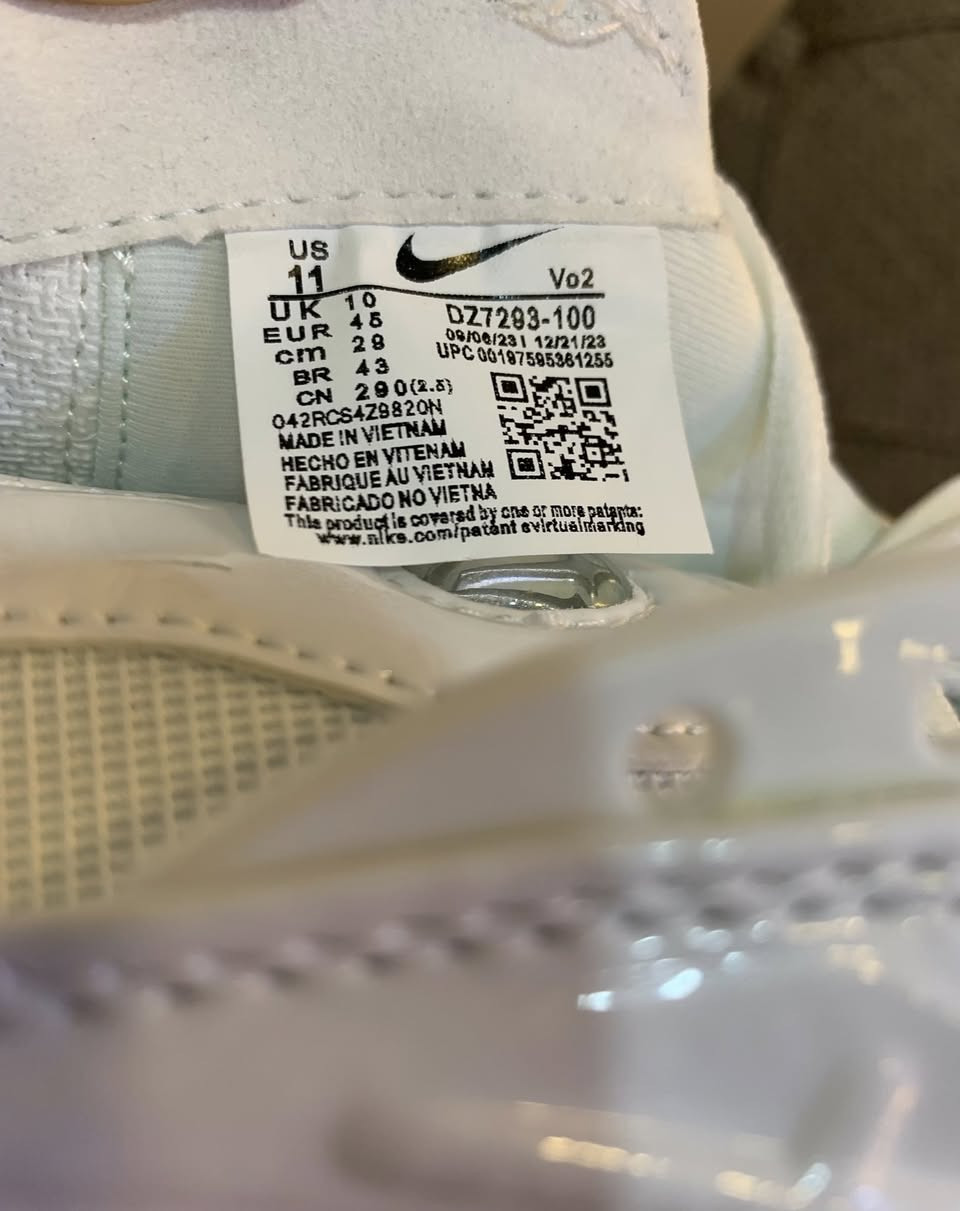 US
11
Vo2
UK 10
EUR 45
cm 29
BR 43
CN 290(2.5)
DZ7293-100
09/06/23 | 12/21/23
UPC 00197595361255
042RCS4Z9820N
MADE IN VIETNAM
HECHO EN VITENAM
FABRIQUE AU VIETNAM
FABRICADO NO VIETNA
This product is covered by one or more patents:
www.nike.com/patent svirtualmarking